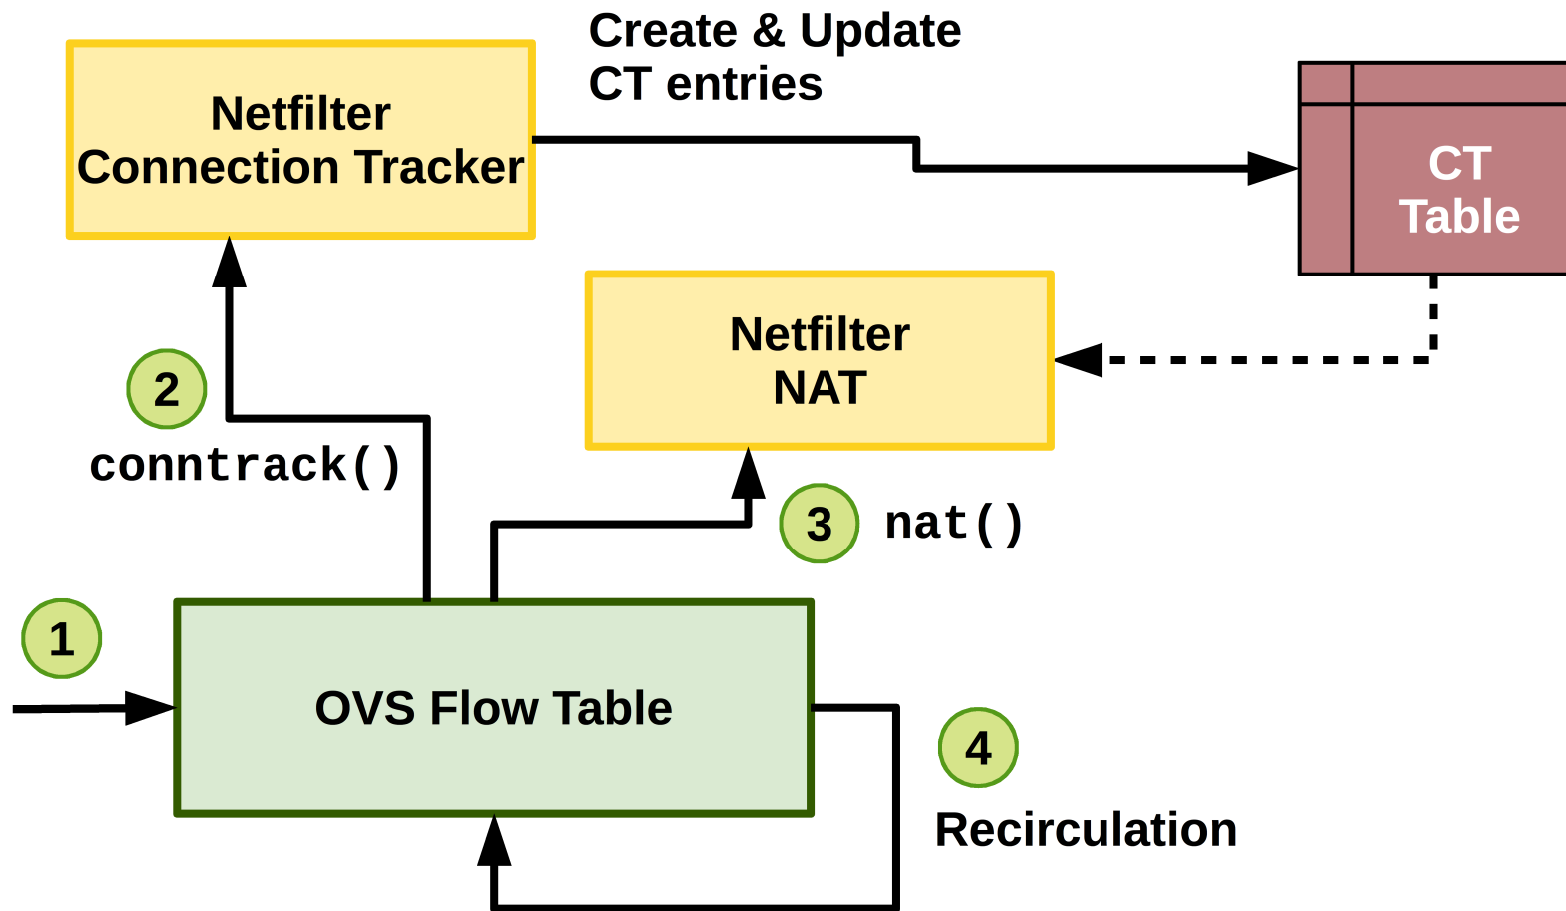 Create & Update
CT entries
Netfilter
Connection Tracker
CT
Table
Netfilter
NAT
2
conntrack()
3 nat()
1
OVS Flow Table
4
Recirculation